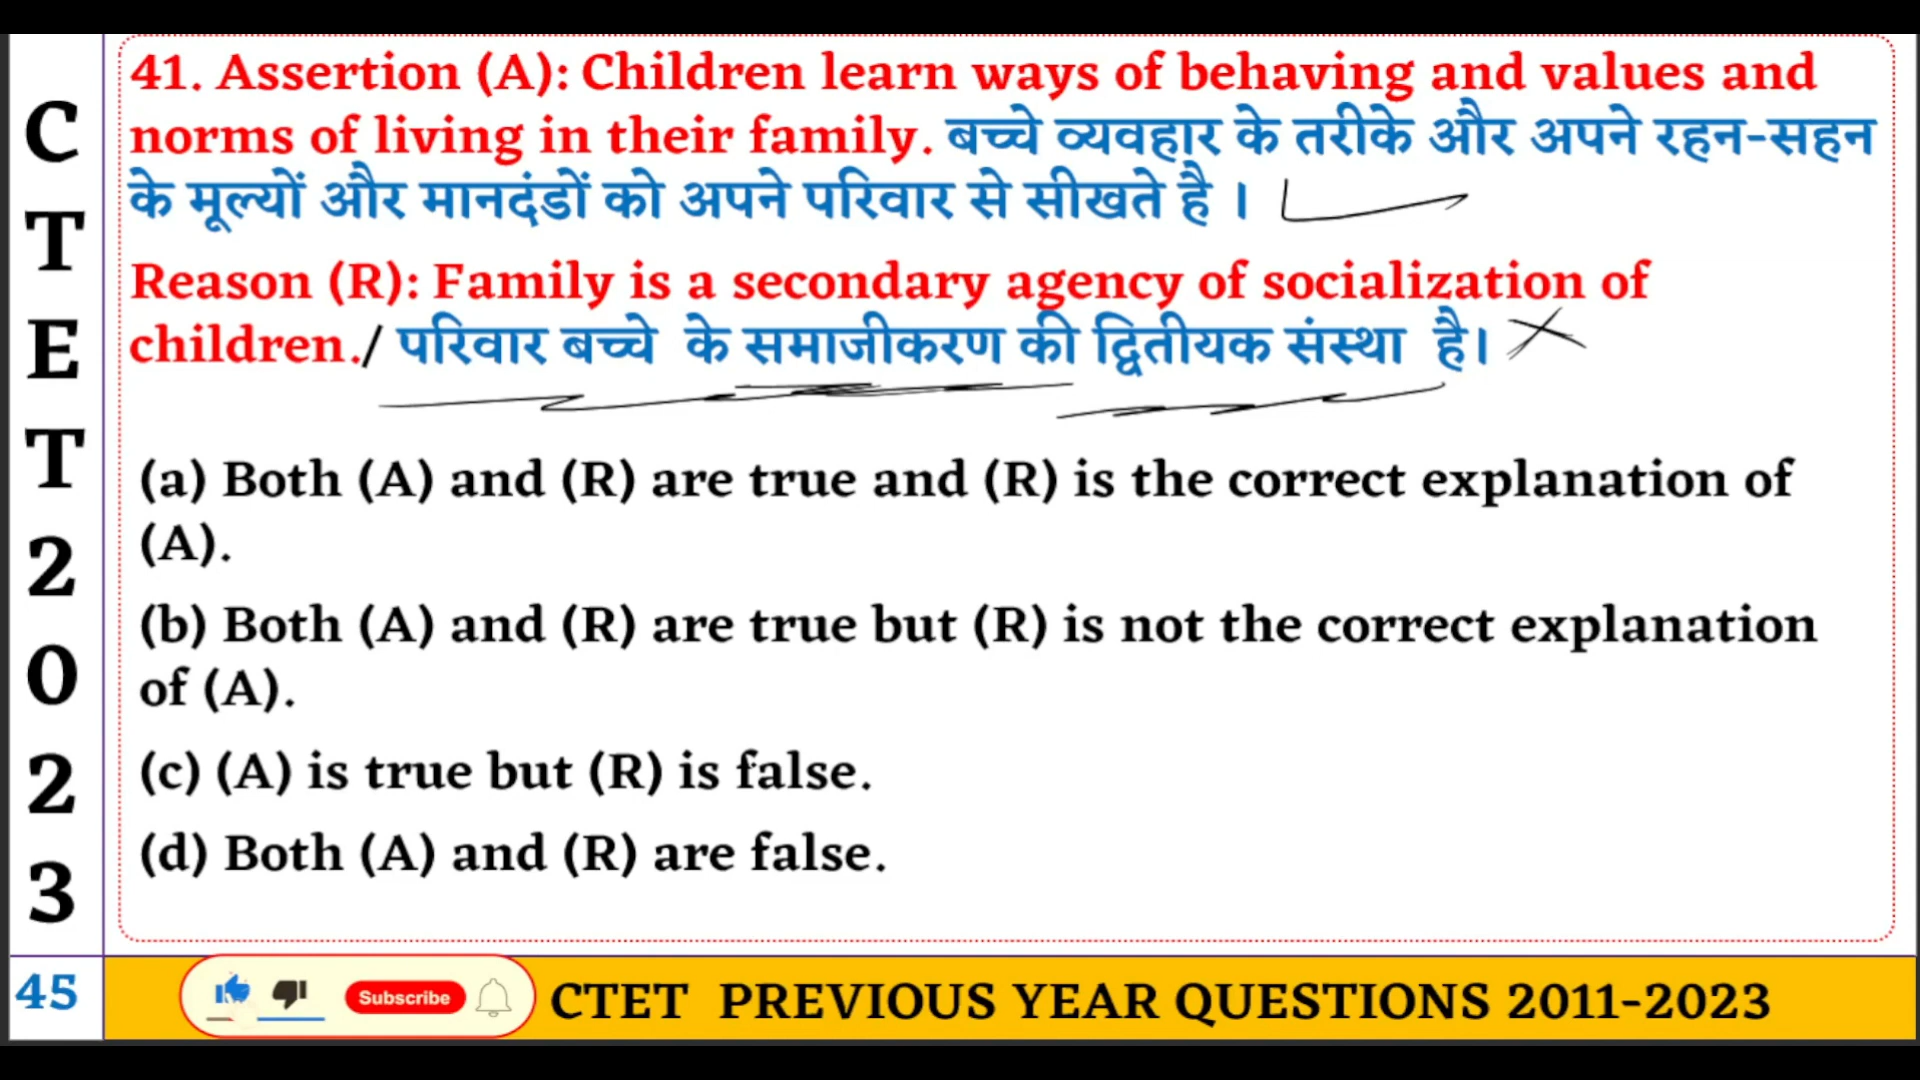 C
T
E
T
2
0
2
3
41. Assertion (A): Children learn ways of behaving and values and
norms of living in their family. बच्चे व्यवहार के तरीके और अपने रहन-सहन
के मूल्यों और मानदंडों को अपने परिवार से सीखते है ।
Reason (R): Family is a secondary agency of socialization of
children./ परिवार बच्चे के समाजीकरण की द्वितीयक संस्था है।
(a) Both (A) and (R) are true and (R) is the correct explanation of
(A).
(b) Both (A) and (R) are true but (R) is not the correct explanation
of (A).
(c) (A) is true but (R) is false.
(d) Both (A) and (R) are false.
45
Subscribe
CTET PREVIOUS YEAR QUESTIONS 2011-2023